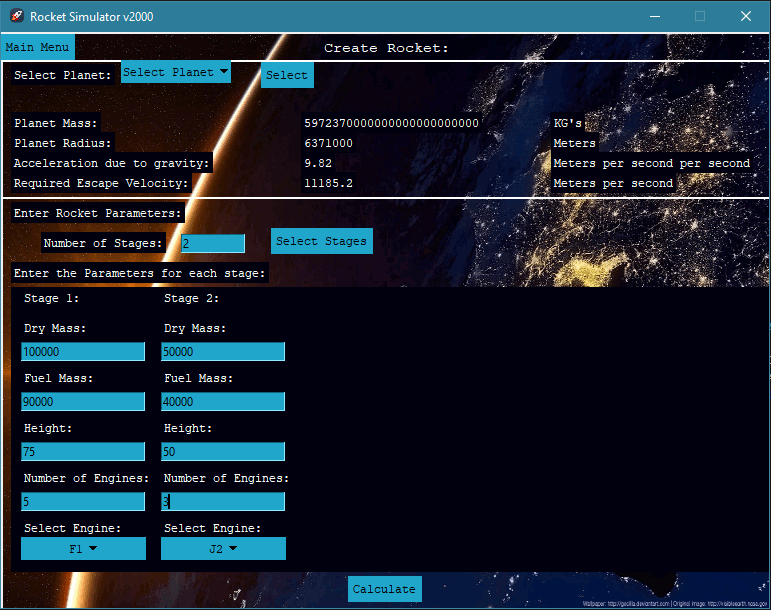 Rocket Simulator v2000
Main Menu
Create Rocket:
Select Planet: Select Planet Select
Planet Mass: 5972370000000000000000000 KG's
Planet Radius: 6371000 Meters
Acceleration due to gravity: 9.82 Meters per second per second
Required Escape Velocity: 11185.2 Meters per second
Enter Rocket Parameters:
Number of Stages: 2 Select Stages
Enter the Parameters for each stage:
Stage 1: Stage 2:
Dry Mass: Dry Mass:
100000 50000
Fuel Mass: Fuel Mass:
90000 40000
Height: Height:
75 50
Number of Engines: Number of Engines:
5 3
Select Engine: Select Engine:
F1 J2
Calculate
Wallpaper: http://gecilla.deviantart.com | Original image: http://visibleearth.nasa.gov